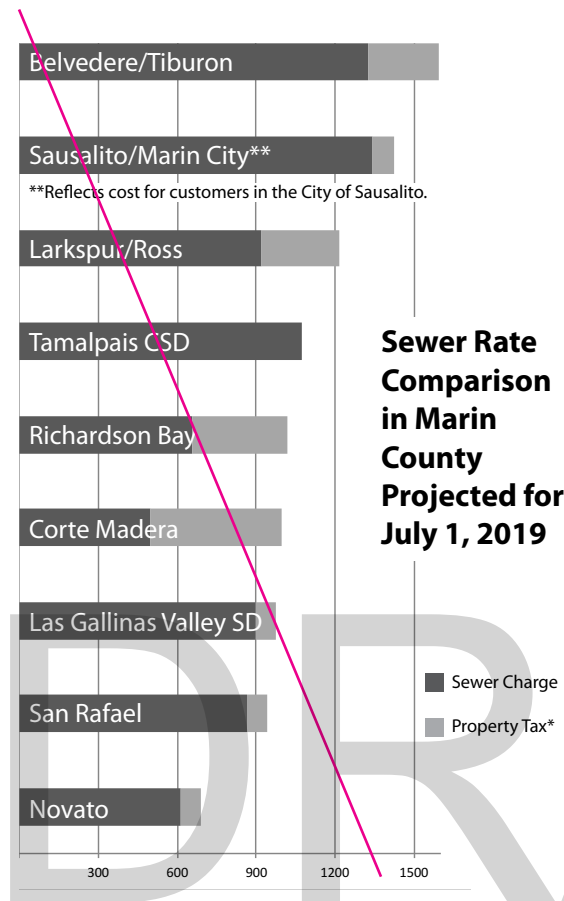 Belvedere/Tiburon
Sausalito/Marin City**
**Reflects cost for customers in the City of Sausalito.
Larkspur/Ross
Tamalpais CSD
Sewer Rate
Comparison
in Marin
County
Projected for
July 1, 2019
Richardson Bay
Corte Madera
Las Gallinas Valley SD
Sewer Charge
San Rafael
Property Tax*
Novato
300 600 900 1200 1500
DR